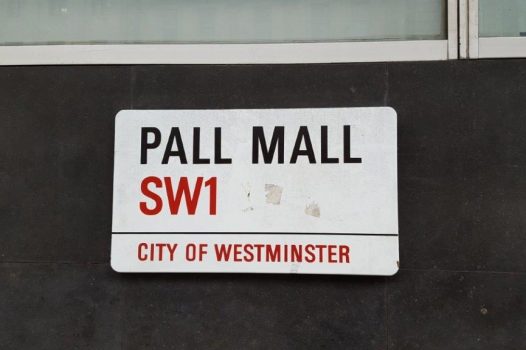 PALL MALL
SW1
CITY OF WESTMINSTER